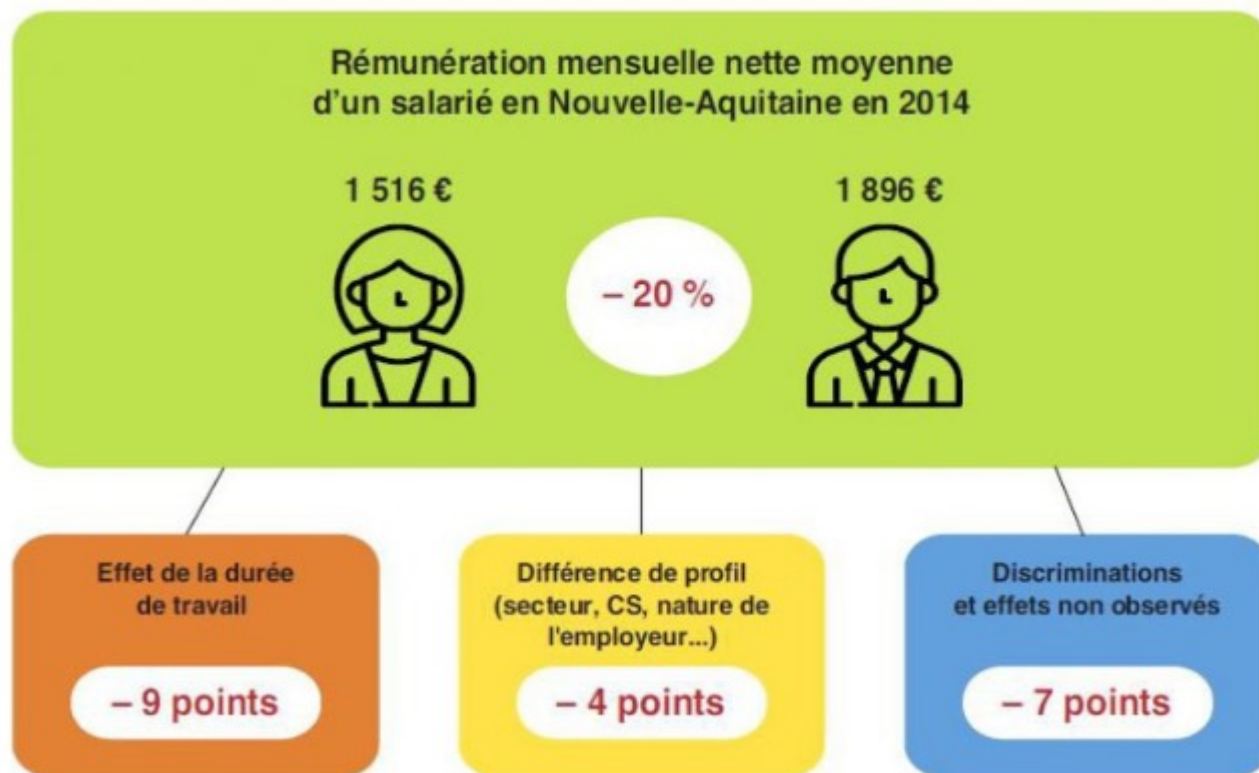 Rémunération mensuelle nette moyenne
d'un salarié en Nouvelle-Aquitaine en 2014
1 516 €
1 896 €
– 20 %
Effet de la durée
de travail
– 9 points
Différence de profil
(secteur, CS, nature de
l'employeur...)
– 4 points
Discriminations
et effets non observés
– 7 points